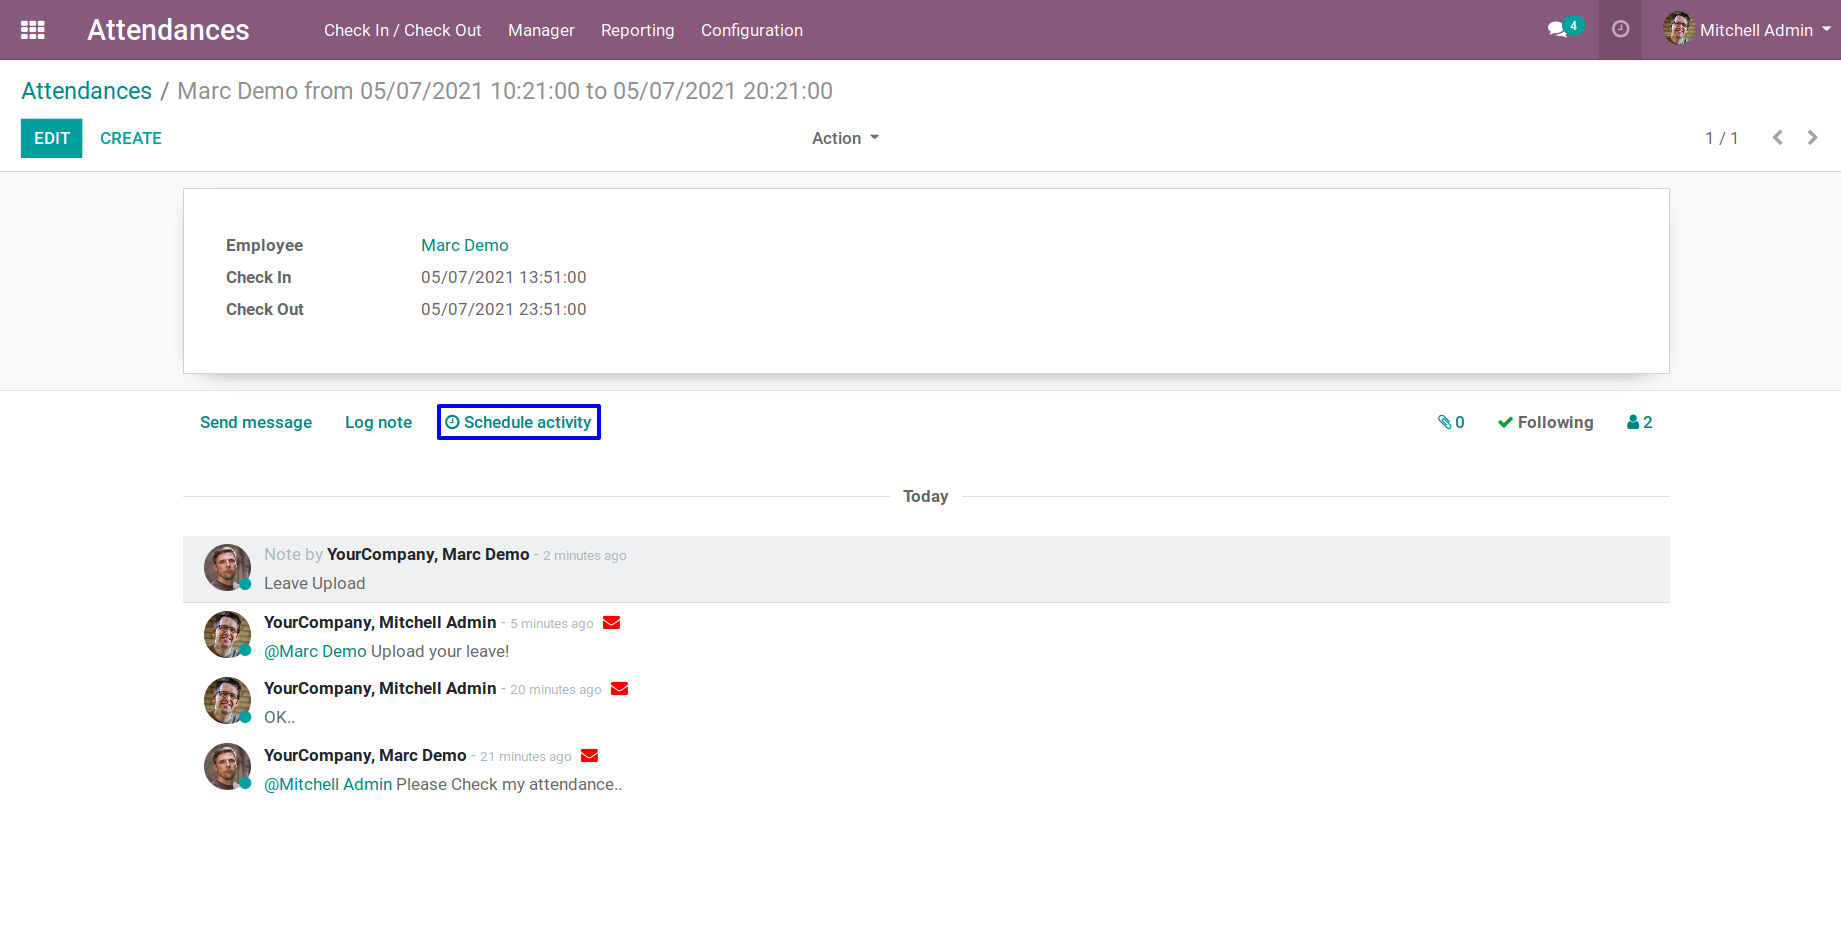 Attendances Check In / Check Out Manager Reporting Configuration 4 Mitchell Admin
Attendances / Marc Demo from 05/07/2021 10:21:00 to 05/07/2021 20:21:00
EDIT CREATE Action 1 / 1
Employee Marc Demo
Check In 05/07/2021 13:51:00
Check Out 05/07/2021 23:51:00
Send message Log note Schedule activity 0 Following 2
Today
Note by YourCompany, Marc Demo - 2 minutes ago
Leave Upload
YourCompany, Mitchell Admin - 5 minutes ago
@Marc Demo Upload your leave!
YourCompany, Mitchell Admin - 20 minutes ago
OK..
YourCompany, Marc Demo - 21 minutes ago
@Mitchell Admin Please Check my attendance..